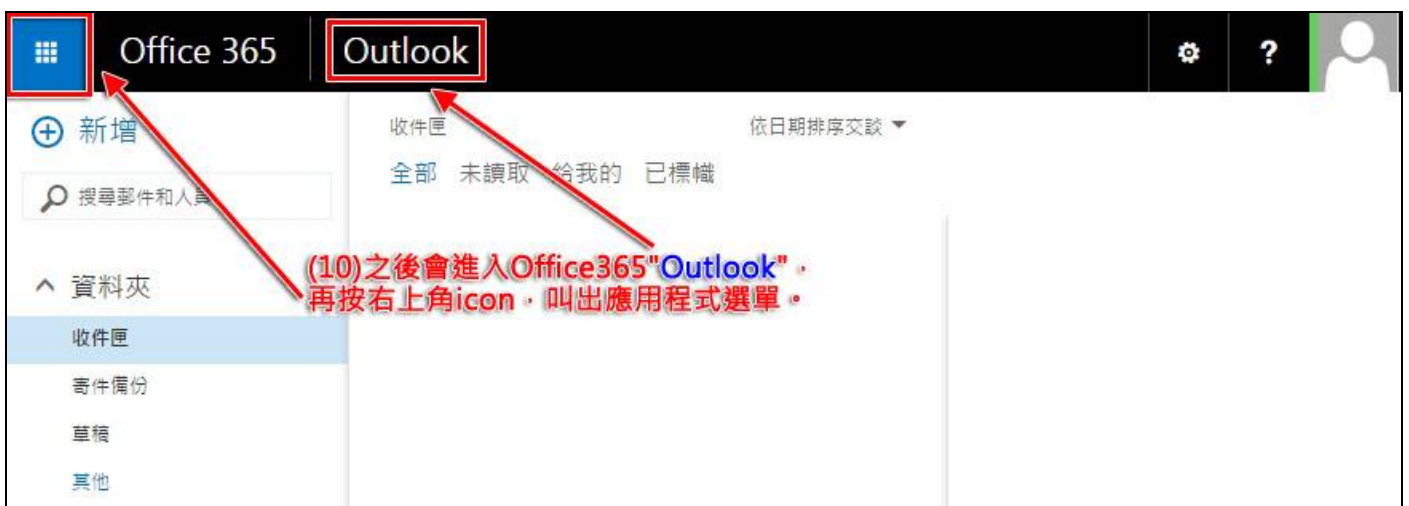 Office 365 Outlook ?
新增
搜尋郵件和人員
資料夾
收件匣
寄件備份
草稿
其他
收件匣 依日期排序交談
全部 未讀取 給我的 已標幟
(10)之後會進入Office365"Outlook"，
再按右上角icon，叫出應用程式選單。